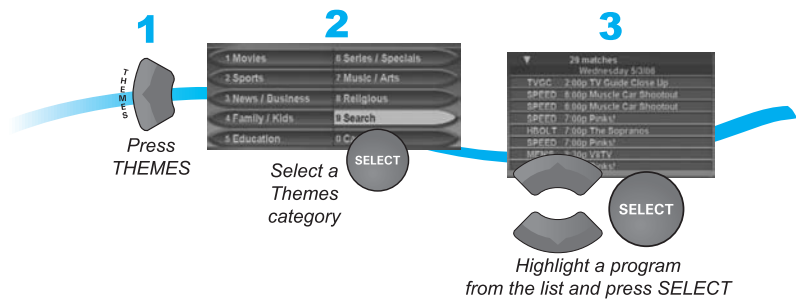 1
THEMES
Press
THEMES
2
1 Movies
6 Series / Specials
2 Sports
7 Music / Arts
3 News / Business
8 Religious
4 Family / Kids
9 Search
5 Education
0
SELECT
Select a
Themes
category
3
29 matches
Wednesday 5/3/06
TVGC 2:00p TV Guide Close Up
SPEED 6:00p Muscle Car Shootout
SPEED 6:00p Muscle Car Shootout
SPEED 7:00p Pinks!
HBOLT 7:00p The Sopranos
SPEED 7:00p Pinks!
SELECT
Highlight a program
from the list and press SELECT